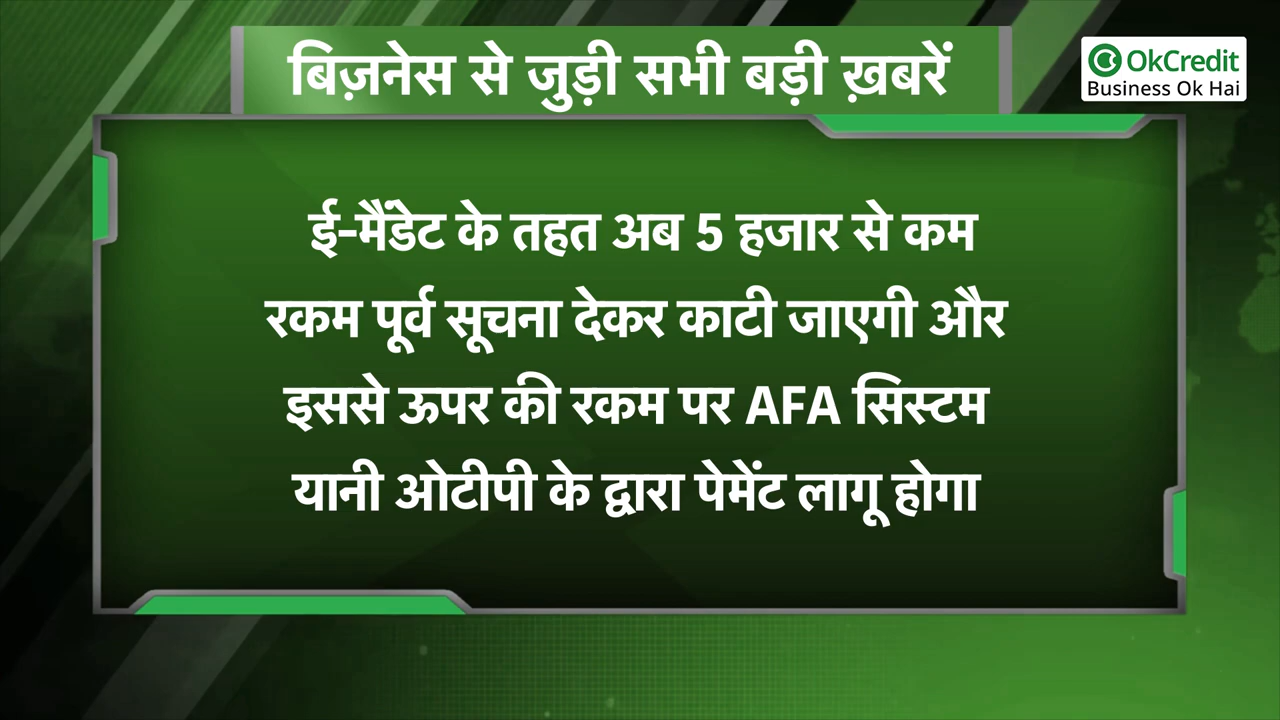 बिज़नेस से जुड़ी सभी बड़ी ख़बरें
OkCredit
Business Ok Hai
ई-मैंडेट के तहत अब 5 हजार से कम
रकम पूर्व सूचना देकर काटी जाएगी और
इससे ऊपर की रकम पर AFA सिस्टम
यानी ओटीपी के द्वारा पेमेंट लागू होगा